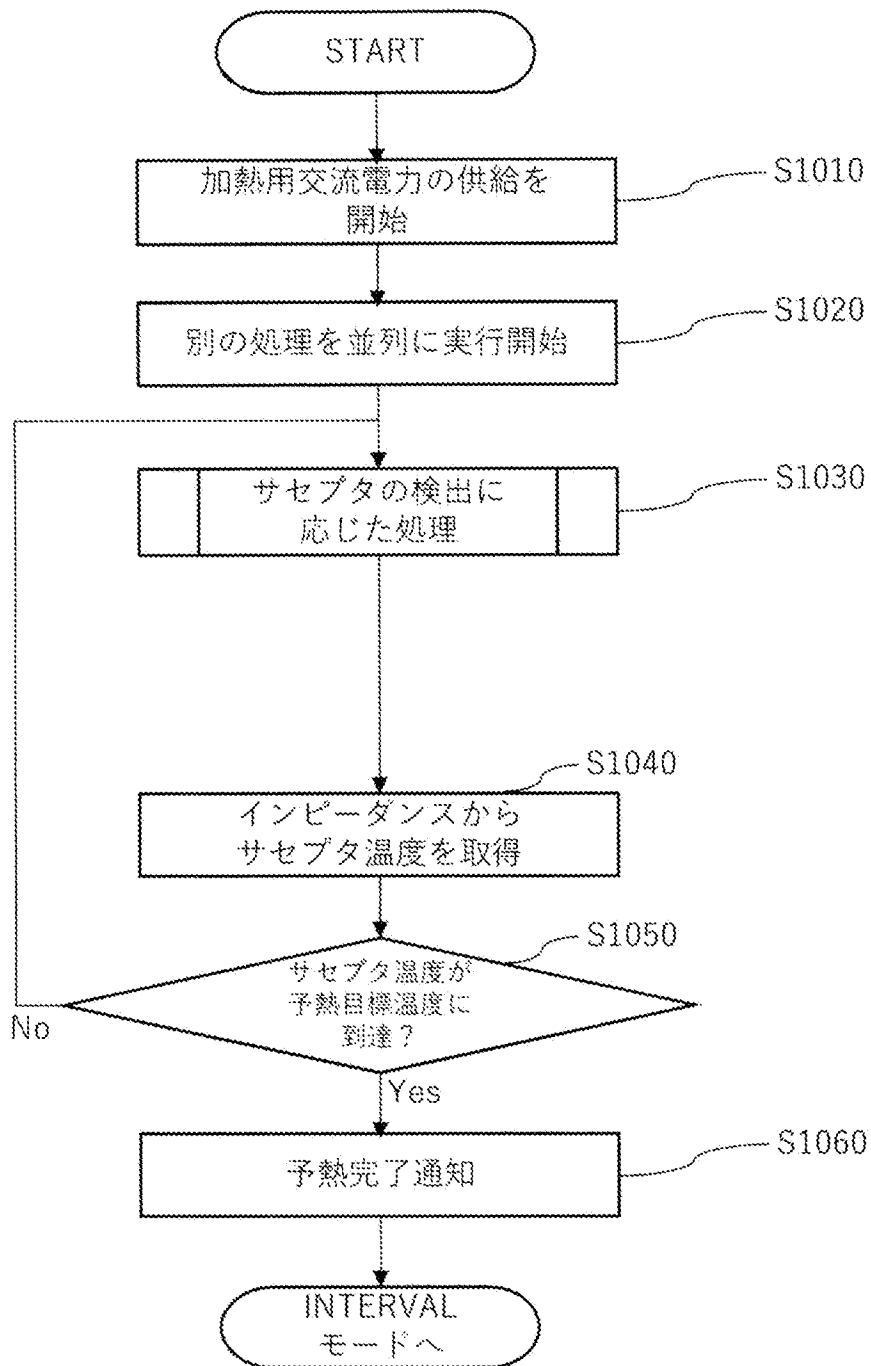 START
加熱用交流電力の供給を
開始
S1010
別の処理を並列に実行開始
S1020
サセプタの検出に
応じた処理
S1030
S1040
インピーダンスから
サセプタ温度を取得
S1050
サセプタ温度が
予熱目標温度に
到達?
No
Yes
予熱完了通知
S1060
INTERVAL
モードへ